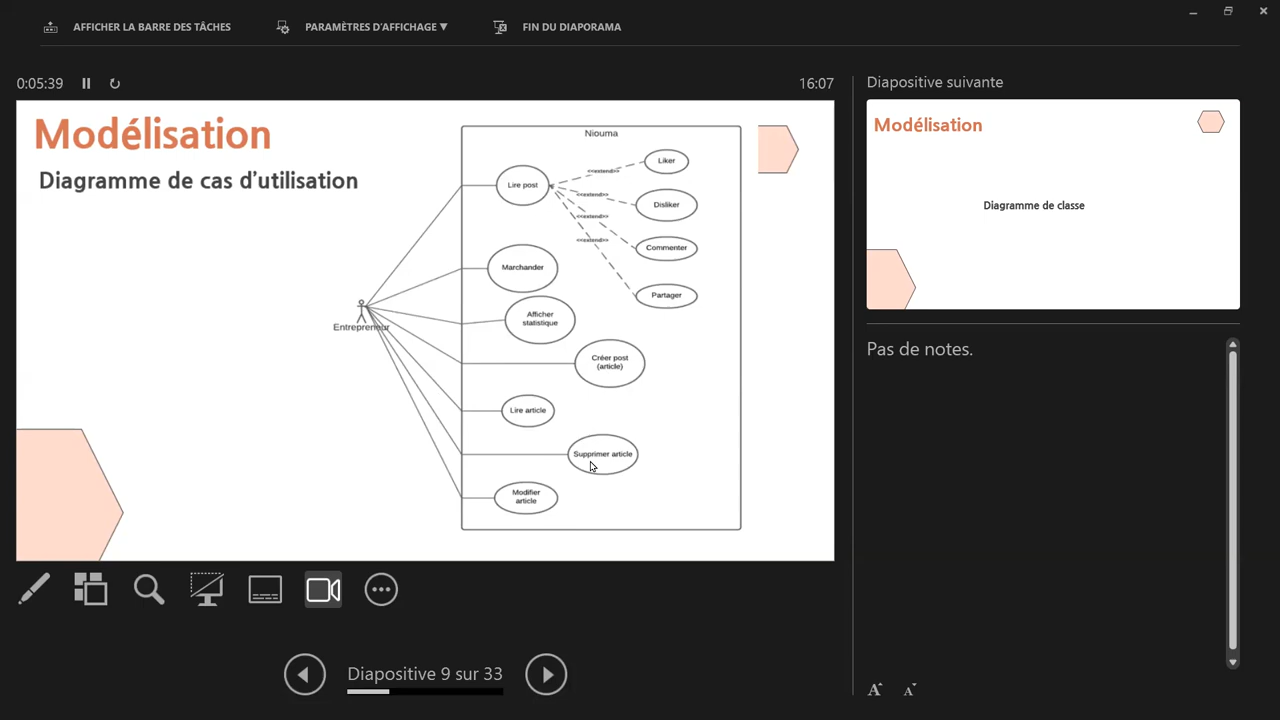 AFFICHER LA BARRE DES TÂCHES
PARAMÈTRES D'AFFICHAGE ▼
FIN DU DIAPORAMA
0:05:39
16:07
Modélisation
Diagramme de cas d'utilisation
Niouma
Lire post
<<extend>>
Liker
<<extend>>
Disliker
<<extend>>
Commenter
<<extend>>
Partager
Marchander
Entrepreneur
Afficher
statistique
Créer post
(article)
Lire article
Supprimer article
Modifier
article
Diapositive 9 sur 33
Diapositive suivante
Modélisation
Diagramme de classe
Pas de notes.
A
A